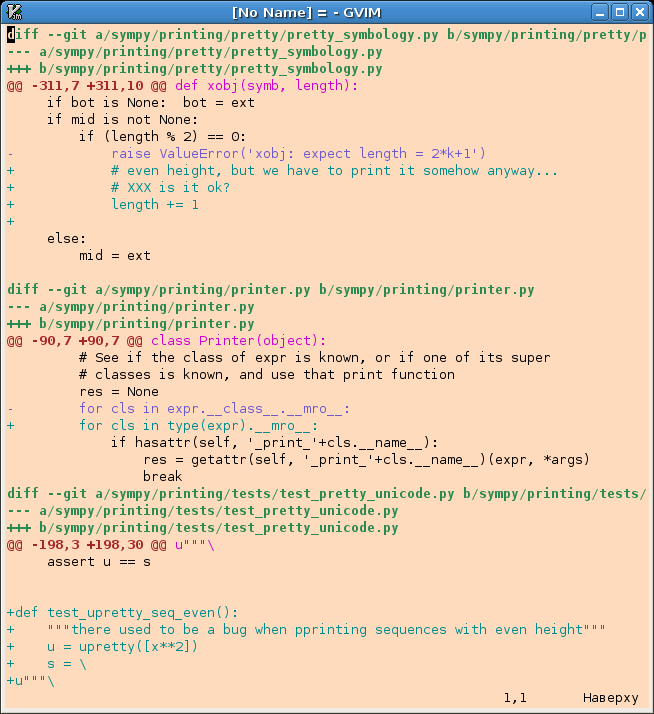 [No Name] = - GVIM
diff --git a/sympy/printing/pretty/pretty_symbology.py b/sympy/printing/pretty/p
--- a/sympy/printing/pretty/pretty_symbology.py
+++ b/sympy/printing/pretty/pretty_symbology.py
@@ -311,7 +311,10 @@ def xobj(symb, length):
     if bot is None:  bot = ext
     if mid is not None:
         if (length % 2) == 0:
-            raise ValueError('xobj: expect length = 2*k+1')
+            # even height, but we have to print it somehow anyway...
+            # XXX is it ok?
+            length += 1
+
     else:
         mid = ext
diff --git a/sympy/printing/printer.py b/sympy/printing/printer.py
--- a/sympy/printing/printer.py
+++ b/sympy/printing/printer.py
@@ -90,7 +90,7 @@ class Printer(object):
         # See if the class of expr is known, or if one of its super
         # classes is known, and use that print function
         res = None
-        for cls in expr.__class__.__mro__:
+        for cls in type(expr).__mro__:
             if hasattr(self, '_print_'+cls.__name__):
                 res = getattr(self, '_print_'+cls.__name__)(expr, *args)
                 break
diff --git a/sympy/printing/tests/test_pretty_unicode.py b/sympy/printing/tests/
--- a/sympy/printing/tests/test_pretty_unicode.py
+++ b/sympy/printing/tests/test_pretty_unicode.py
@@ -198,3 +198,30 @@ u"""\
     assert u == s
+def test_upretty_seq_even():
+    """there used to be a bug when pprinting sequences with even height"""
+    u = upretty([x**2])
+    s = \
+u"""\
1,1 Наверху